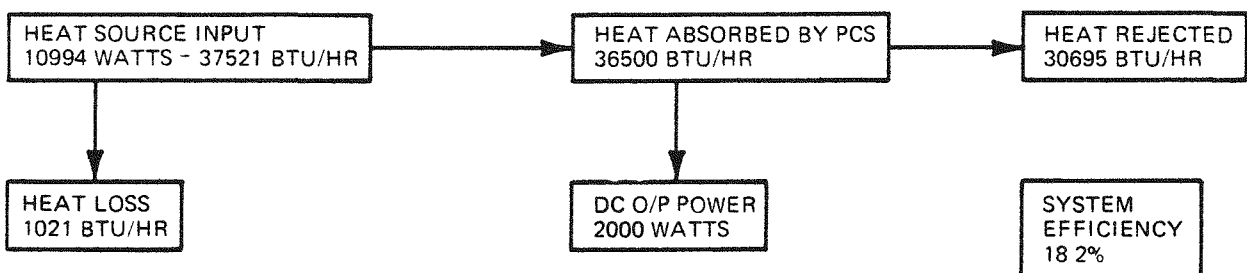 HEAT SOURCE INPUT
10994 WATTS - 37521 BTU/HR
HEAT ABSORBED BY PCS
36500 BTU/HR
HEAT REJECTED
30695 BTU/HR
HEAT LOSS
1021 BTU/HR
DC O/P POWER
2000 WATTS
SYSTEM
EFFICIENCY
18 2%